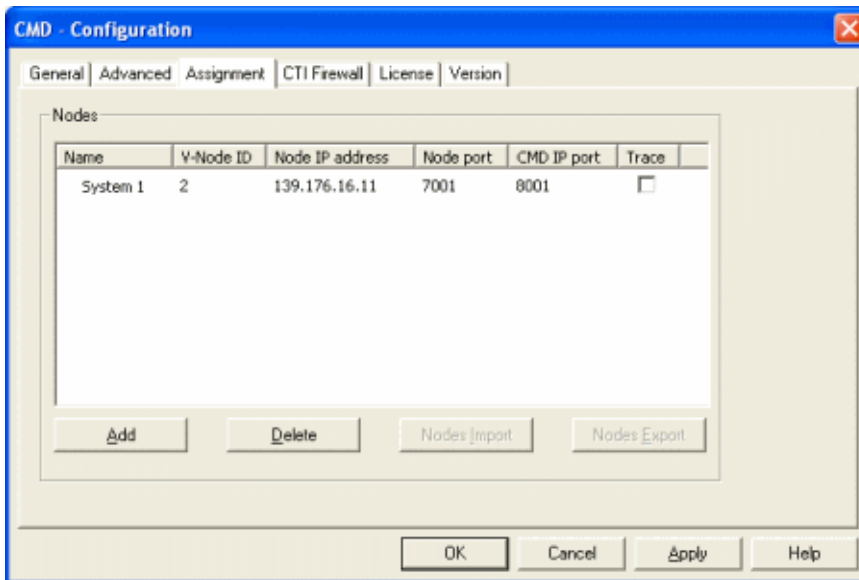 CMD - Configuration
General Advanced Assignment CTI Firewall License Version
Nodes
Name V-Node ID Node IP address Node port CMD IP port Trace
System 1 2 139.176.16.11 7001 8001
Add Delete Nodes Import Nodes Export
OK Cancel Apply Help